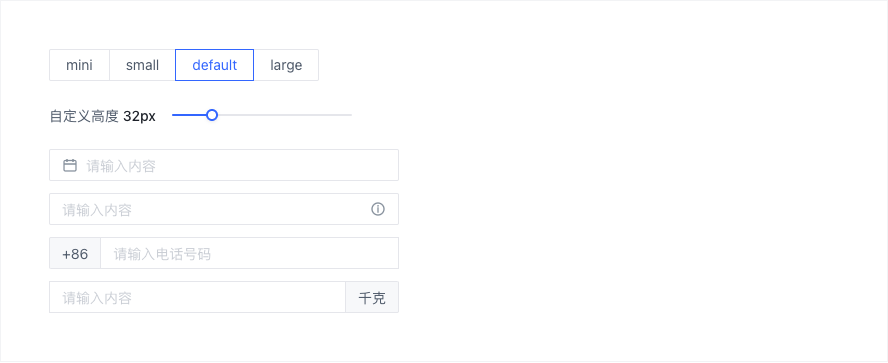 mini small default large
自定义高度 32px
请输入内容
请输入内容
+86 请输入电话号码
请输入内容 千克